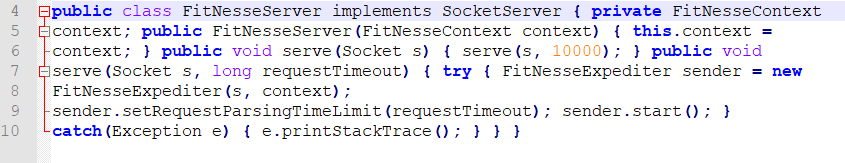 4 public class FitNesseServer implements SocketServer { private FitNesseContext
5 context; public FitNesseServer(FitNesseContext context) { this.context =
6 context; } public void serve(Socket s) { serve(s, 10000); } public void
7 serve(Socket s, long requestTimeout) { try { FitNesseExpediter sender = new
8 FitNesseExpediter(s, context);
9 sender.setRequestParsingTimeLimit(requestTimeout); sender.start(); }
10 catch(Exception e) { e.printStackTrace(); } } }